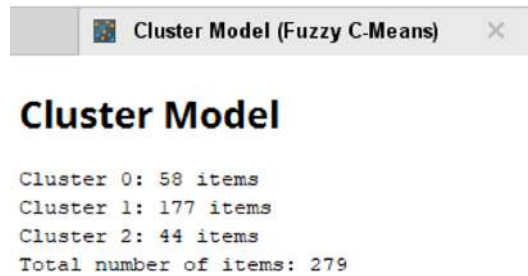 Cluster Model (Fuzzy C-Means)
Cluster Model
Cluster 0: 58 items
Cluster 1: 177 items
Cluster 2: 44 items
Total number of items: 279